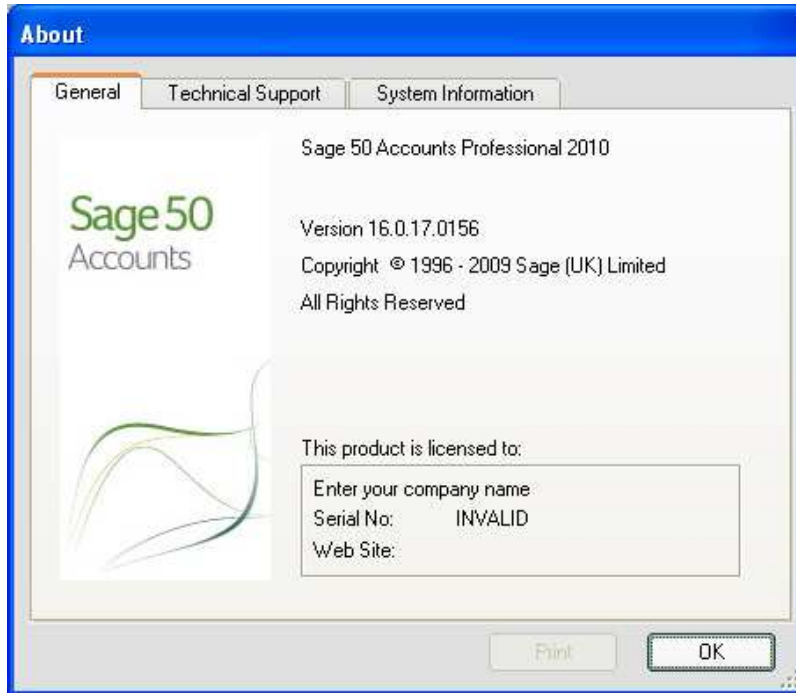 About
General Technical Support System Information
Sage 50 Accounts Professional 2010
Sage 50
Accounts
Version 16.0.17.0156
Copyright © 1996 - 2009 Sage (UK) Limited
All Rights Reserved
This product is licensed to:
Enter your company name
Serial No: INVALID
Web Site:
Print OK